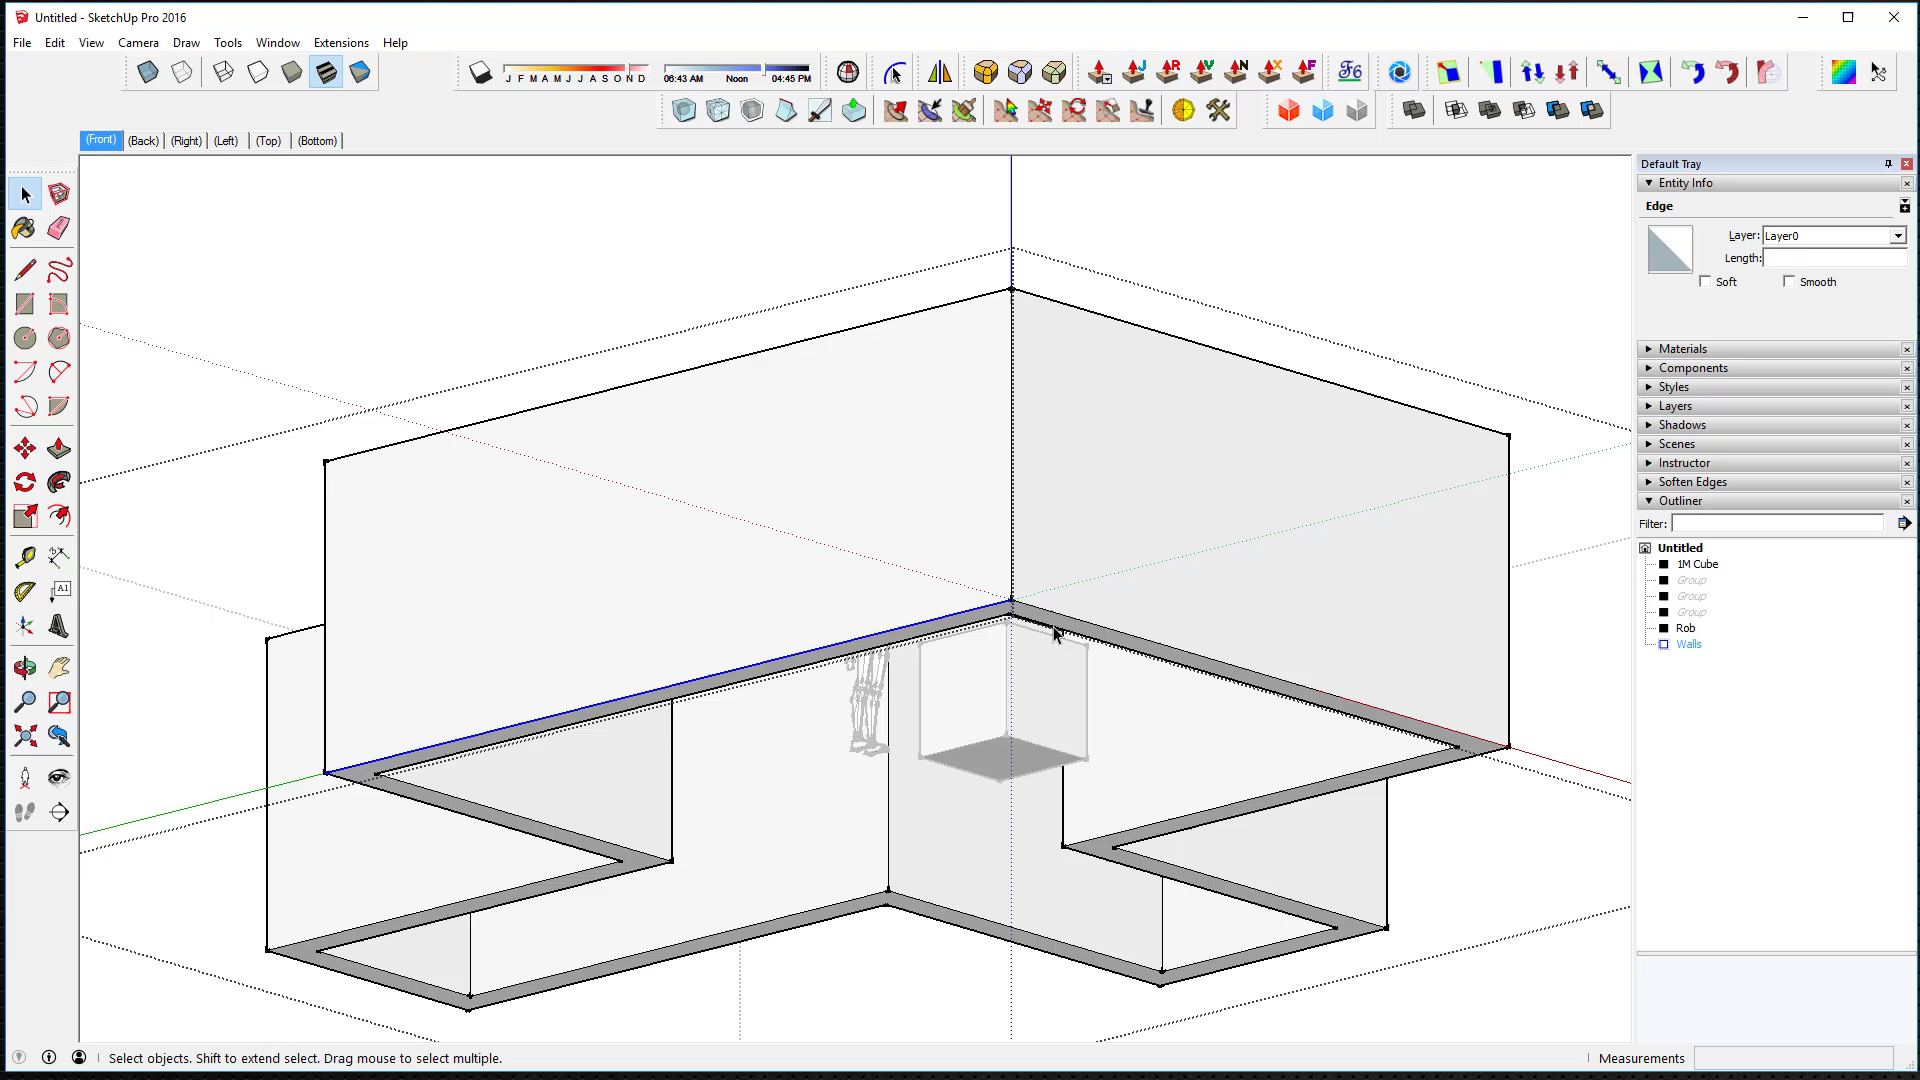 Untitled - SketchUp Pro 2016
File Edit View Camera Draw Tools Window Extensions Help
J F M A M J J A S O N D
06:43 AM Noon 04:45 PM
J R V N X F F6
(Front) (Back) (Right) (Left) (Top) (Bottom)
Default Tray
Entity Info
Edge
Layer: Layer0
Length:
Soft Smooth
Materials
Components
Styles
Layers
Shadows
Scenes
Instructor
Soften Edges
Outliner
Filter:
Untitled
1M Cube
Group
Group
Group
Rob
Walls
A1
Select objects. Shift to extend select. Drag mouse to select multiple.
Measurements